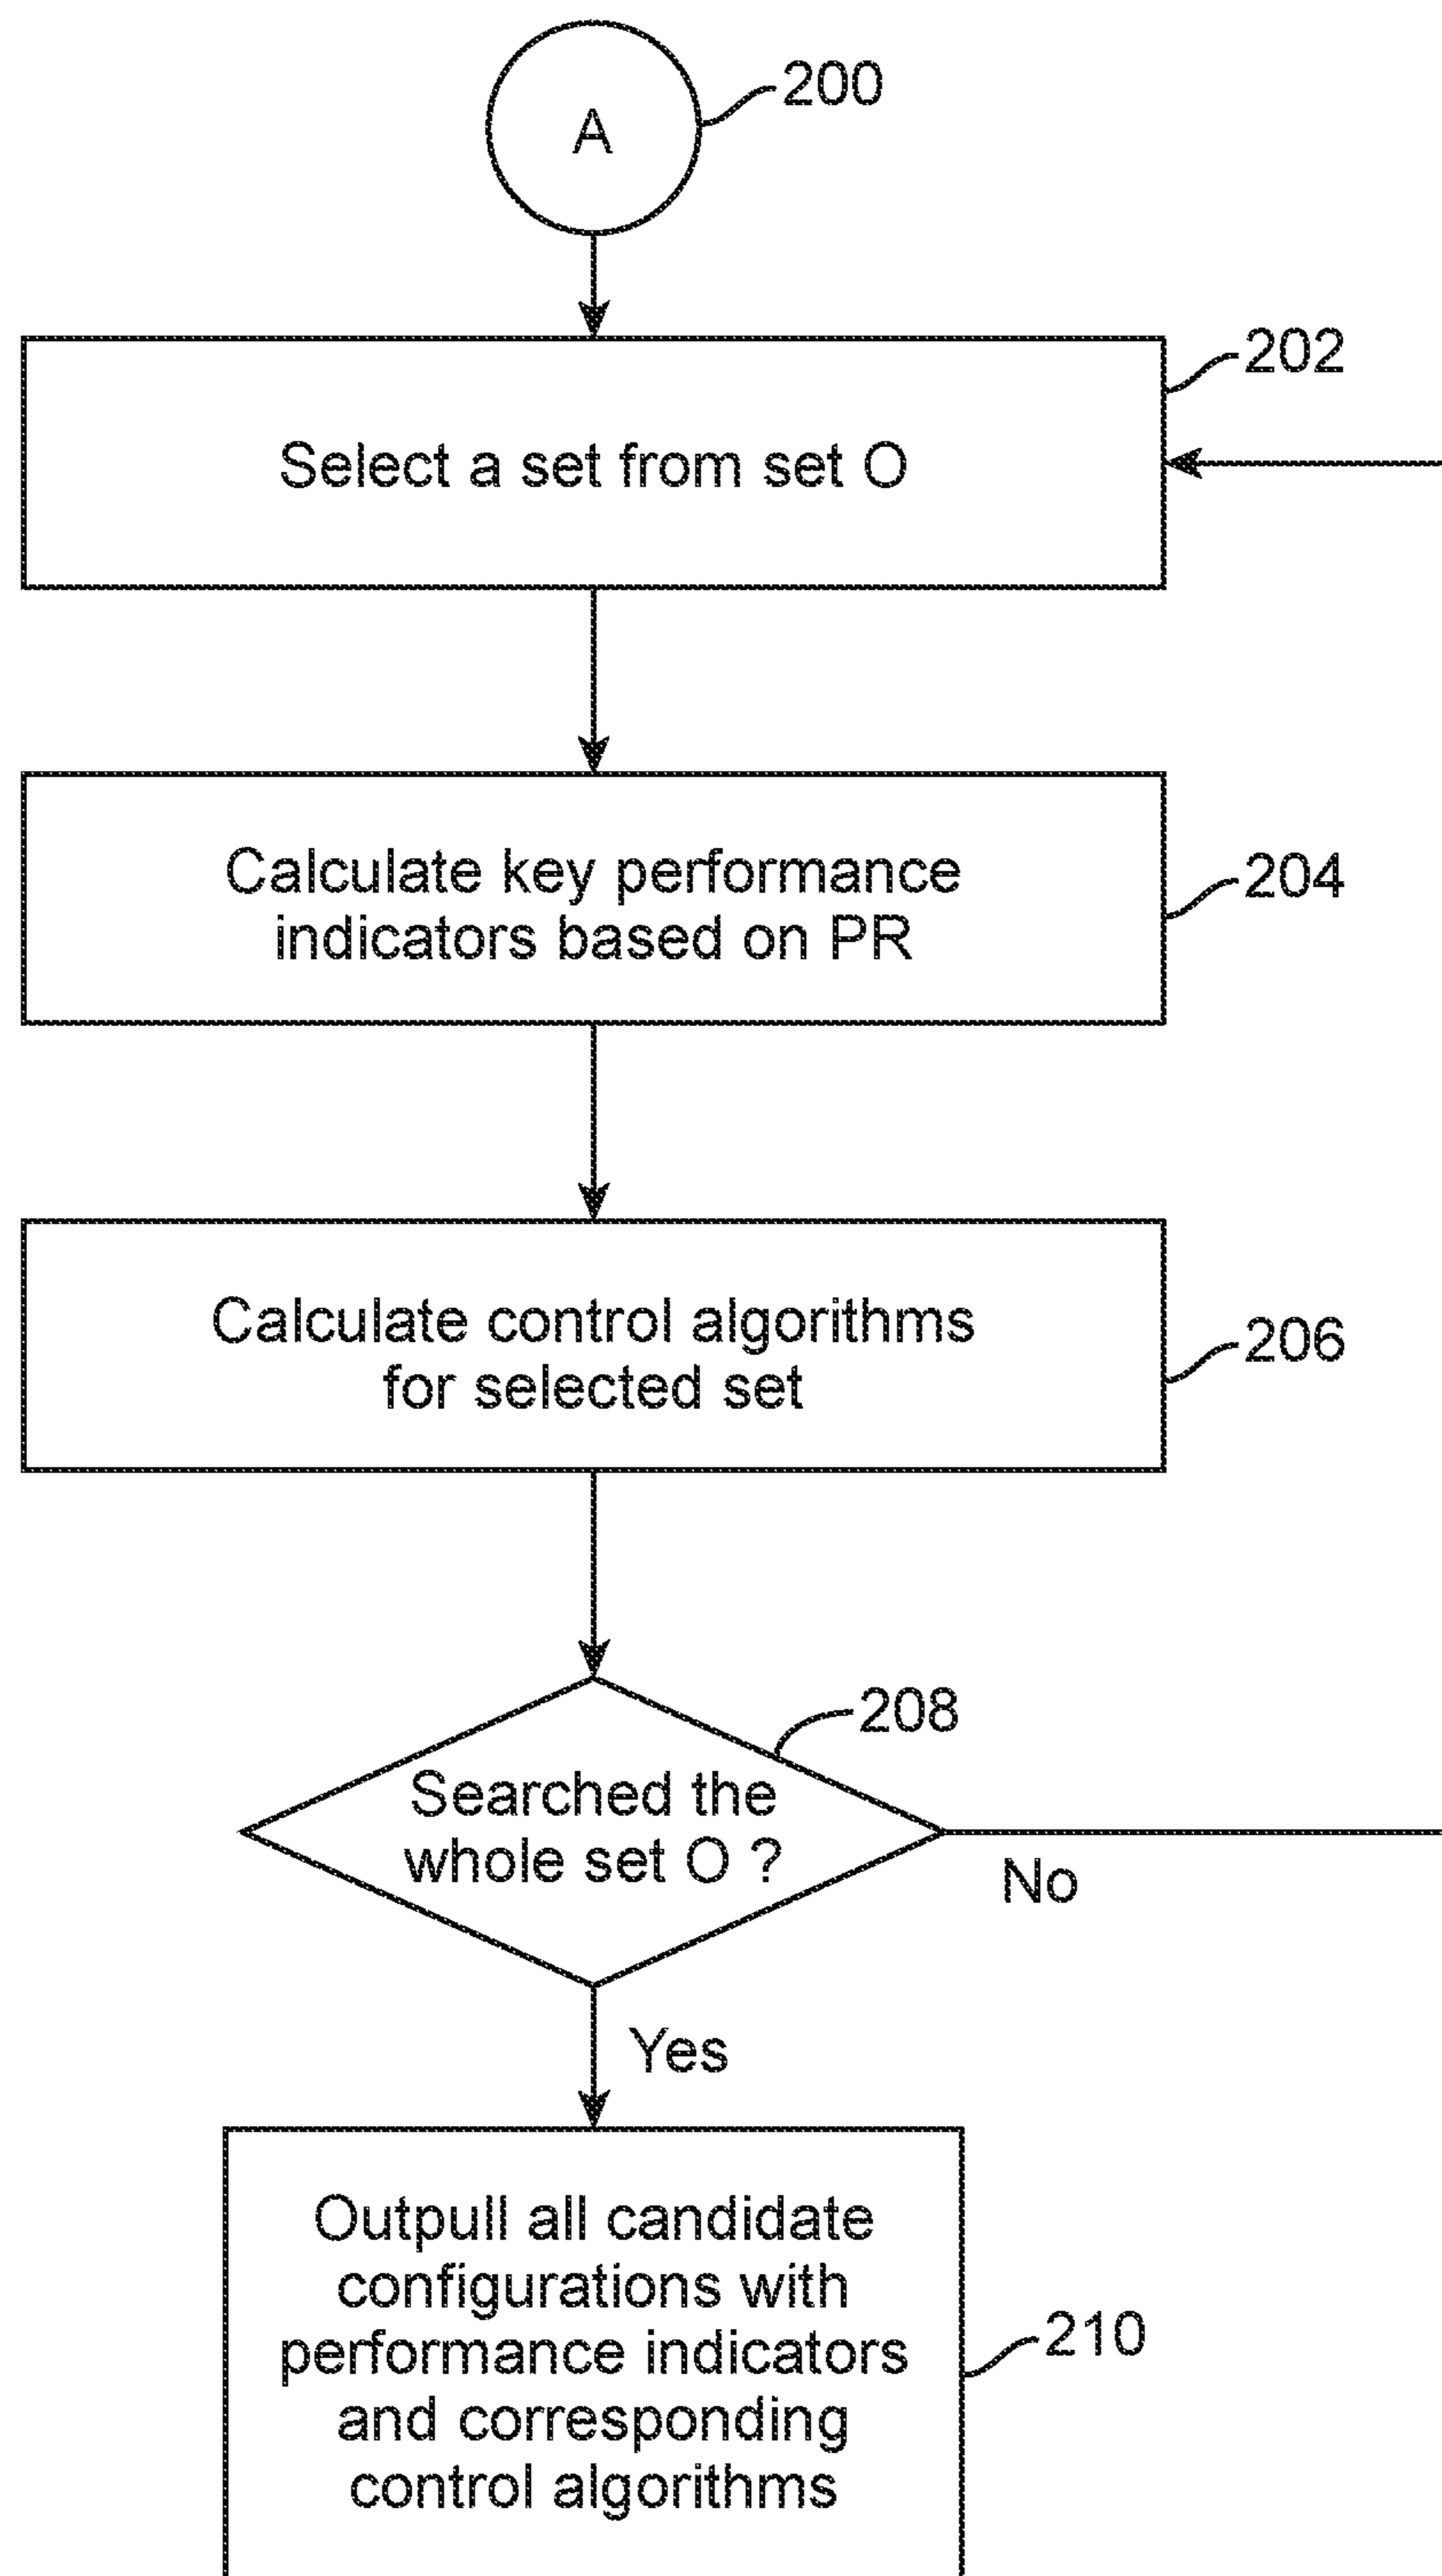 A
200
202
Select a set from set O
Calculate key performance
indicators based on PR
204
Calculate control algorithms
for selected set
206
208
Searched the
whole set O ?
No
Yes
Outpull all candidate
configurations with
performance indicators
and corresponding
control algorithms
210